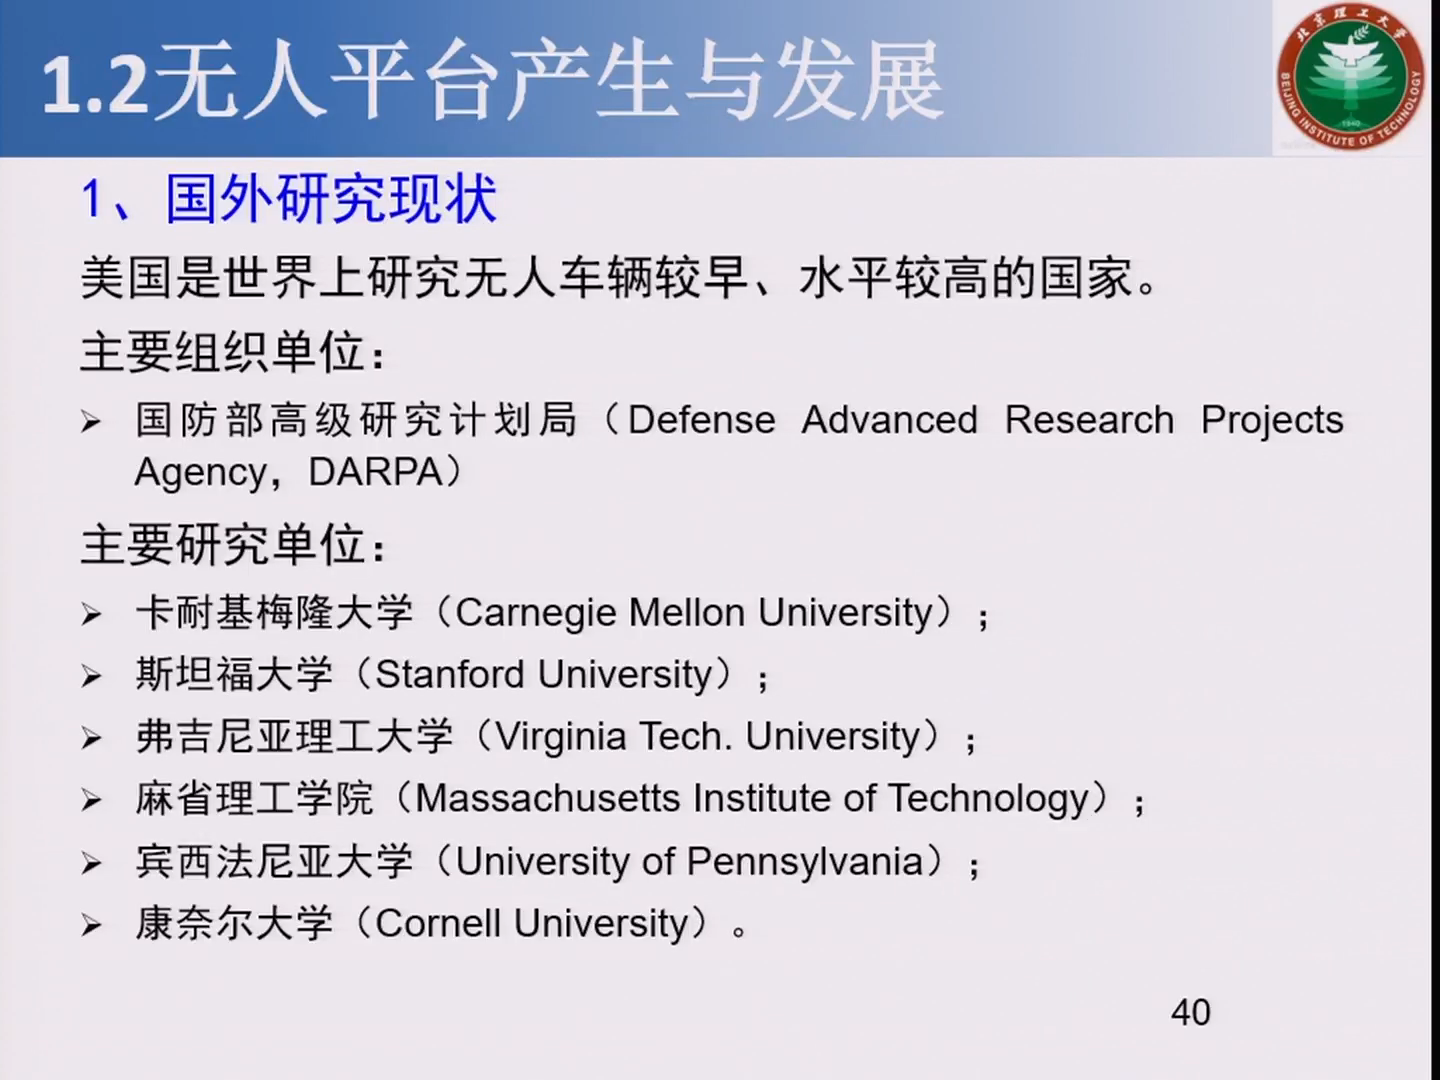 1.2无人平台产生与发展
北京理工大学
BEIJING INSTITUTE OF TECHNOLOGY
1940
1、国外研究现状
美国是世界上研究无人车辆较早、水平较高的国家。
主要组织单位：
➢ 国防部高级研究计划局（Defense Advanced Research Projects
Agency，DARPA）
主要研究单位：
➢ 卡耐基梅隆大学（Carnegie Mellon University）；
➢ 斯坦福大学（Stanford University）；
➢ 弗吉尼亚理工大学（Virginia Tech. University）；
➢ 麻省理工学院（Massachusetts Institute of Technology）；
➢ 宾西法尼亚大学（University of Pennsylvania）；
➢ 康奈尔大学（Cornell University）。
40